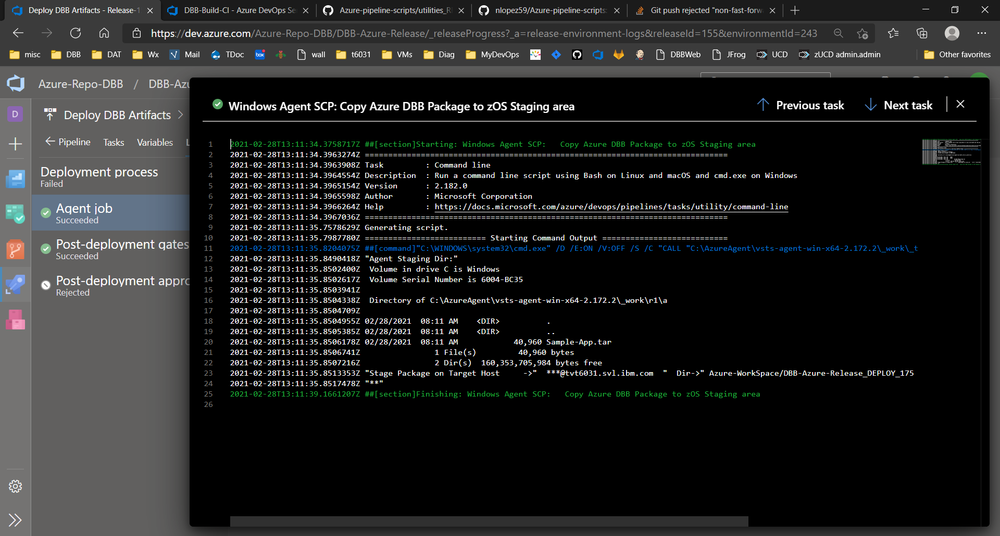 Deploy DBB Artifacts - Release-1
DBB-Build-CI - Azure DevOps Se
Azure-pipeline-scripts/utilities_R
nlopez59/Azure-pipeline-scripts:
Git push rejected "non-fast-forw
https://dev.azure.com/Azure-Repo-DBB/DBB-Azure-Release/_releaseProgress?_a=release-environment-logs&releaseId=155&environmentId=243
misc DBB DAT Wx Mail TDoc box wall t6031 VMs Diag MyDevOps DBBWeb JFrog UCD zUCD admin.admin Other favorites
Azure-Repo-DBB / DBB-Azu
D
Deploy DBB Artifacts >
Pipeline Tasks Variables L
Deployment process
Failed
Agent job
Succeeded
Post-deployment gates
Succeeded
Post-deployment appro
Rejected
Windows Agent SCP: Copy Azure DBB Package to zOS Staging area
Previous task Next task
1 2021-02-28T13:11:34.3758717Z ##[section]Starting: Windows Agent SCP:   Copy Azure DBB Package to zOS Staging area
2 2021-02-28T13:11:34.3963274Z ==============================================================================
3 2021-02-28T13:11:34.3963908Z Task         : Command line
4 2021-02-28T13:11:34.3964554Z Description  : Run a command line script using Bash on Linux and macOS and cmd.exe on Windows
5 2021-02-28T13:11:34.3965154Z Version      : 2.182.0
6 2021-02-28T13:11:34.3965598Z Author       : Microsoft Corporation
7 2021-02-28T13:11:34.3966264Z Help         : https://docs.microsoft.com/azure/devops/pipelines/tasks/utility/command-line
8 2021-02-28T13:11:34.3967036Z ==============================================================================
9 2021-02-28T13:11:35.7578629Z Generating script.
10 2021-02-28T13:11:35.7987780Z ========================== Starting Command Output ===========================
11 2021-02-28T13:11:35.8204075Z ##[command]"C:\WINDOWS\system32\cmd.exe" /D /E:ON /V:OFF /S /C "CALL "C:\AzureAgent\vsts-agent-win-x64-2.172.2\_work\_t
12 2021-02-28T13:11:35.8490418Z "Agent Staging Dir:"
13 2021-02-28T13:11:35.8502400Z  Volume in drive C is Windows
14 2021-02-28T13:11:35.8502617Z  Volume Serial Number is 6004-BC35
15 2021-02-28T13:11:35.8503941Z
16 2021-02-28T13:11:35.8504338Z  Directory of C:\AzureAgent\vsts-agent-win-x64-2.172.2\_work\r1\a
17 2021-02-28T13:11:35.8504709Z
18 2021-02-28T13:11:35.8504955Z 02/28/2021  08:11 AM    <DIR>          .
19 2021-02-28T13:11:35.8505385Z 02/28/2021  08:11 AM    <DIR>          ..
20 2021-02-28T13:11:35.8506178Z 02/28/2021  08:11 AM            40,960 Sample-App.tar
21 2021-02-28T13:11:35.8506741Z                1 File(s)         40,960 bytes
22 2021-02-28T13:11:35.8507216Z                2 Dir(s)  160,353,705,984 bytes free
23 2021-02-28T13:11:35.8513353Z "Stage Package on Target Host     ->"  ***@tvt6031.svl.ibm.com  "  Dir->" Azure-WorkSpace/DBB-Azure-Release_DEPLOY_175
24 2021-02-28T13:11:35.8517478Z "**"
25 2021-02-28T13:11:39.1661207Z ##[section]Finishing: Windows Agent SCP:   Copy Azure DBB Package to zOS Staging area
26